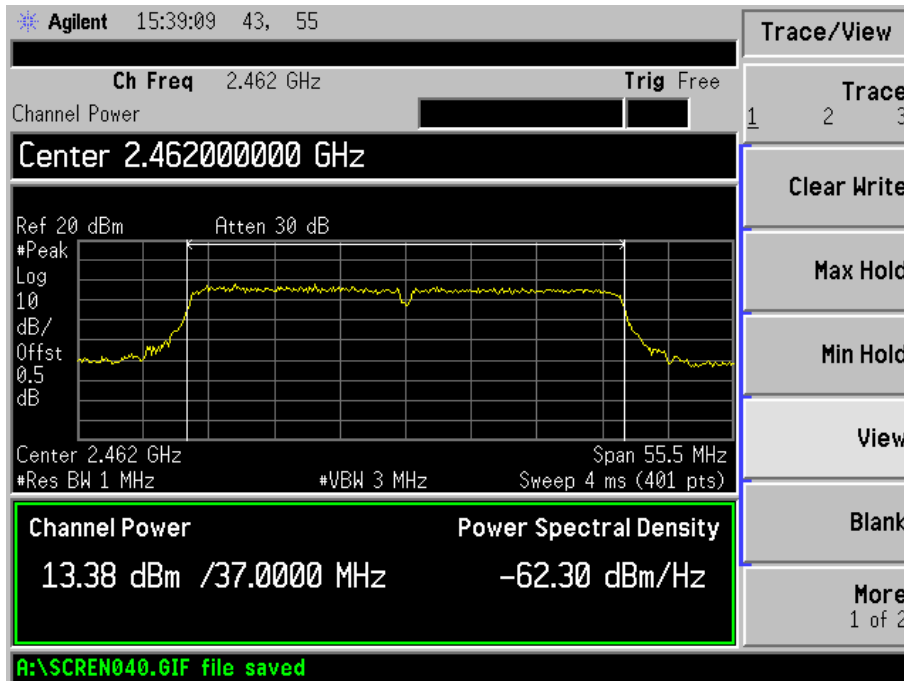 Agilent 15:39:09 43, 55
Trace/View
Ch Freq 2.462 GHz Trig Free
Channel Power
Trace
1 2 3
Center 2.462000000 GHz
Clear Write
Ref 20 dBm Atten 30 dB
#Peak
Log
10
dB/
Offst
0.5
dB
Max Hold
Min Hold
Center 2.462 GHz Span 55.5 MHz
#Res BW 1 MHz #VBW 3 MHz Sweep 4 ms (401 pts)
View
Channel Power Power Spectral Density
13.38 dBm /37.0000 MHz -62.30 dBm/Hz
Blank
More
1 of 2
A:\SCREN040.GIF file saved